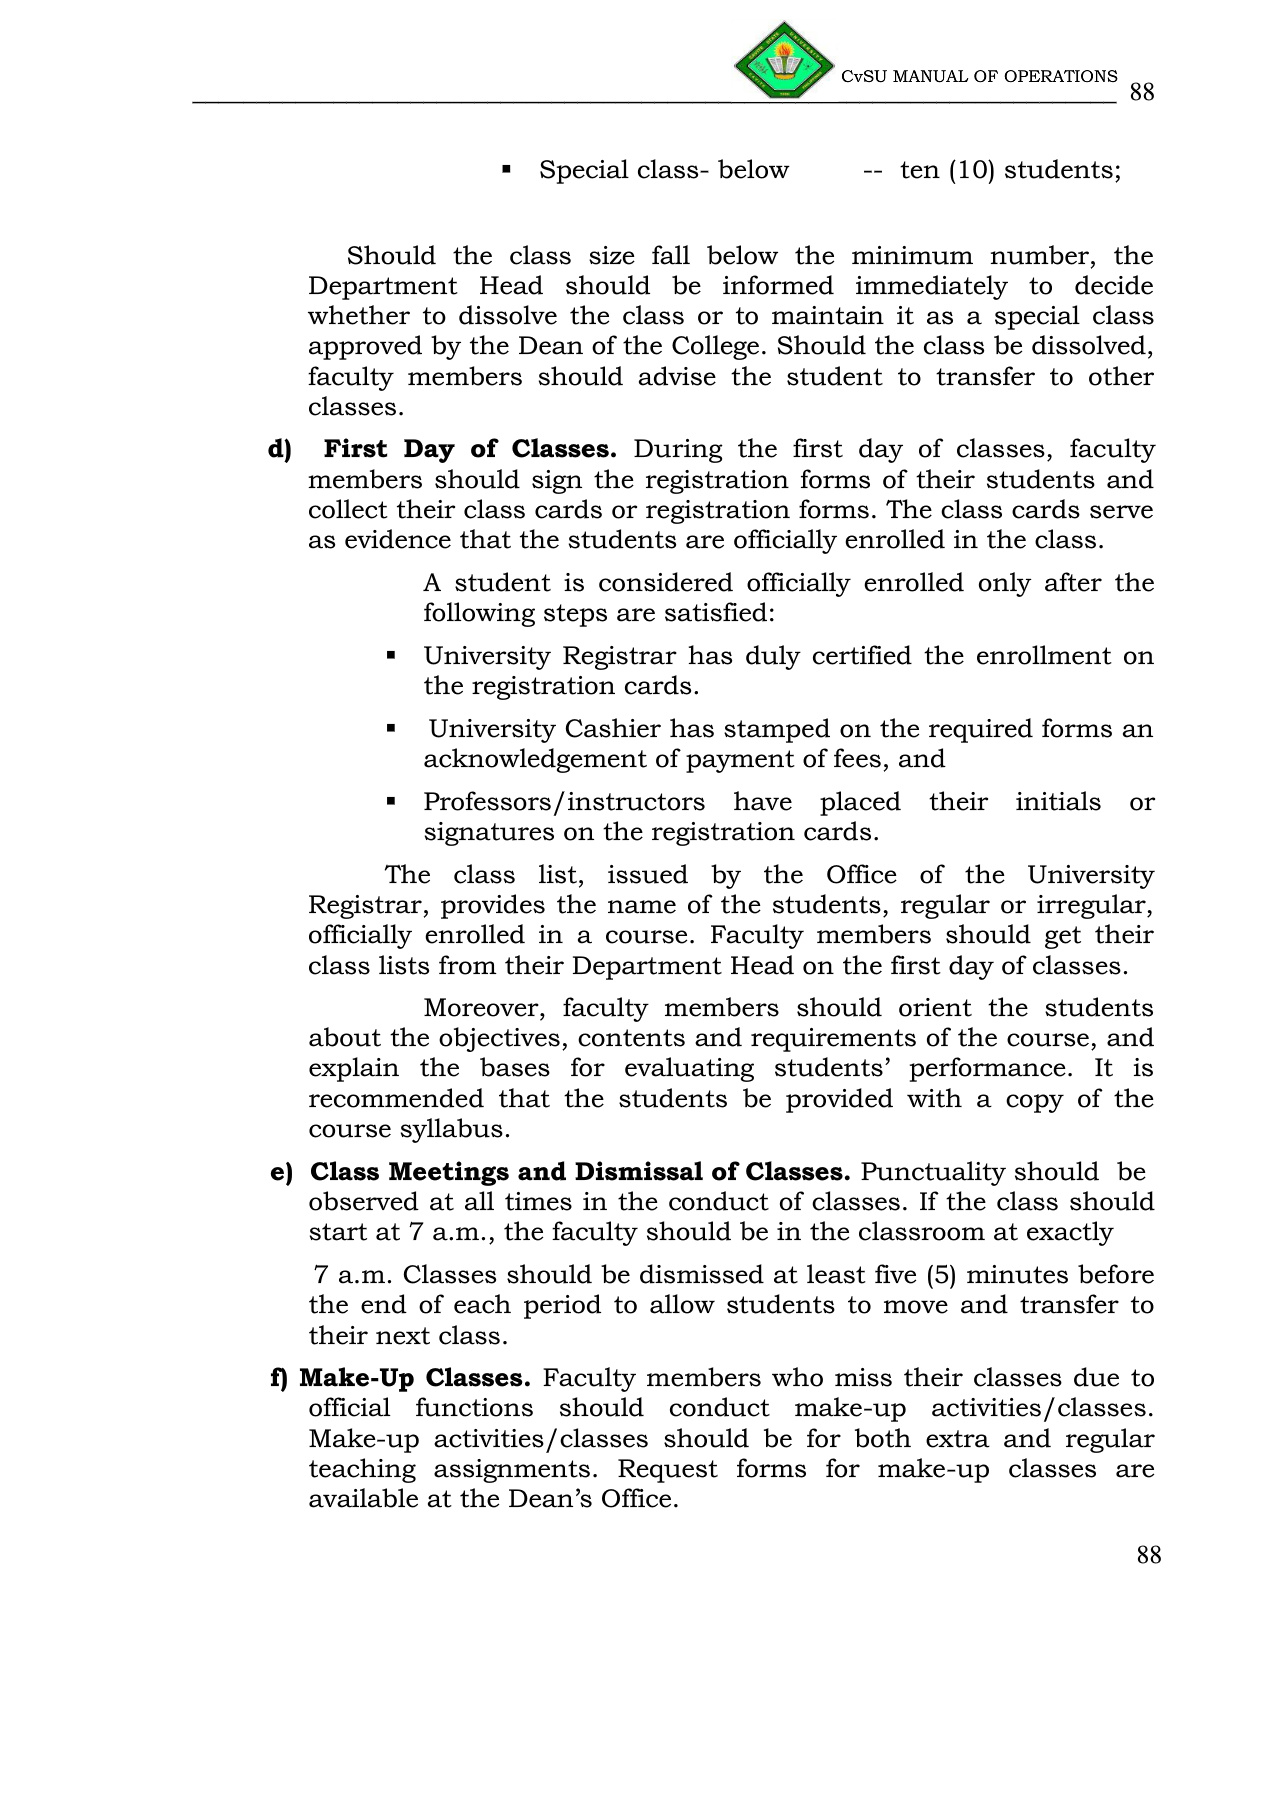 CvSU MANUAL OF OPERATIONS 88
▪ Special class- below -- ten (10) students;
Should the class size fall below the minimum number, the
Department Head should be informed immediately to decide
whether to dissolve the class or to maintain it as a special class
approved by the Dean of the College. Should the class be dissolved,
faculty members should advise the student to transfer to other
classes.
d) First Day of Classes. During the first day of classes, faculty
members should sign the registration forms of their students and
collect their class cards or registration forms. The class cards serve
as evidence that the students are officially enrolled in the class.
A student is considered officially enrolled only after the
following steps are satisfied:
▪ University Registrar has duly certified the enrollment on
the registration cards.
▪ University Cashier has stamped on the required forms an
acknowledgement of payment of fees, and
▪ Professors/instructors have placed their initials or
signatures on the registration cards.
The class list, issued by the Office of the University
Registrar, provides the name of the students, regular or irregular,
officially enrolled in a course. Faculty members should get their
class lists from their Department Head on the first day of classes.
Moreover, faculty members should orient the students
about the objectives, contents and requirements of the course, and
explain the bases for evaluating students’ performance. It is
recommended that the students be provided with a copy of the
course syllabus.
e) Class Meetings and Dismissal of Classes. Punctuality should be
observed at all times in the conduct of classes. If the class should
start at 7 a.m., the faculty should be in the classroom at exactly
7 a.m. Classes should be dismissed at least five (5) minutes before
the end of each period to allow students to move and transfer to
their next class.
f) Make-Up Classes. Faculty members who miss their classes due to
official functions should conduct make-up activities/classes.
Make-up activities/classes should be for both extra and regular
teaching assignments. Request forms for make-up classes are
available at the Dean’s Office.
88